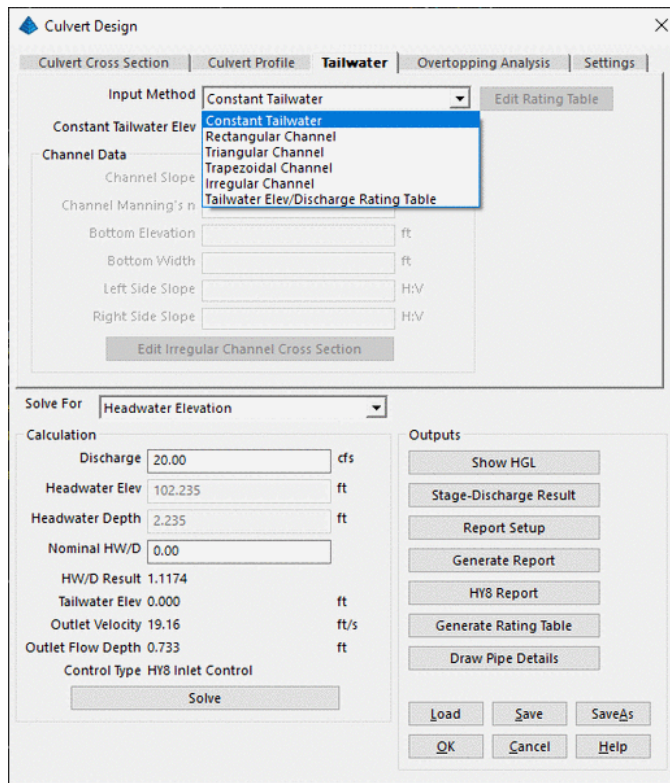 Culvert Design
Culvert Cross Section Culvert Profile Tailwater Overtopping Analysis Settings
Input Method Constant Tailwater Edit Rating Table
Constant Tailwater Elev Constant Tailwater
Rectangular Channel
Channel Data Triangular Channel
Trapezoidal Channel
Channel Slope Irregular Channel
Tailwater Elev/Discharge Rating Table
Channel Manning's n
Bottom Elevation ft
Bottom Width ft
Left Side Slope H:V
Right Side Slope H:V
Edit Irregular Channel Cross Section
Solve For Headwater Elevation
Calculation
Discharge 20.00 cfs
Headwater Elev 102.235 ft
Headwater Depth 2.235 ft
Nominal HW/D 0.00
HW/D Result 1.1174
Tailwater Elev 0.000 ft
Outlet Velocity 19.16 ft/s
Outlet Flow Depth 0.733 ft
Control Type HY8 Inlet Control
Solve
Outputs
Show HGL
Stage-Discharge Result
Report Setup
Generate Report
HY8 Report
Generate Rating Table
Draw Pipe Details
Load Save SaveAs
OK Cancel Help